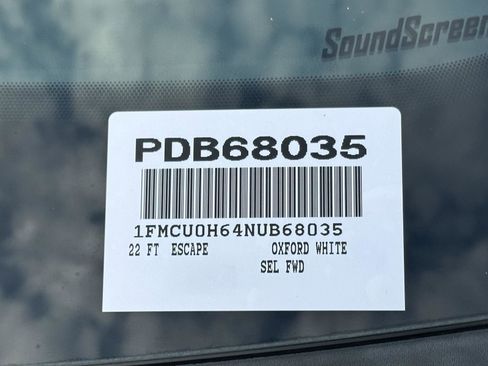 SoundScreen
PDB68035
1FMCU0H64NUB68035
22 FT ESCAPE OXFORD WHITE
SEL FWD